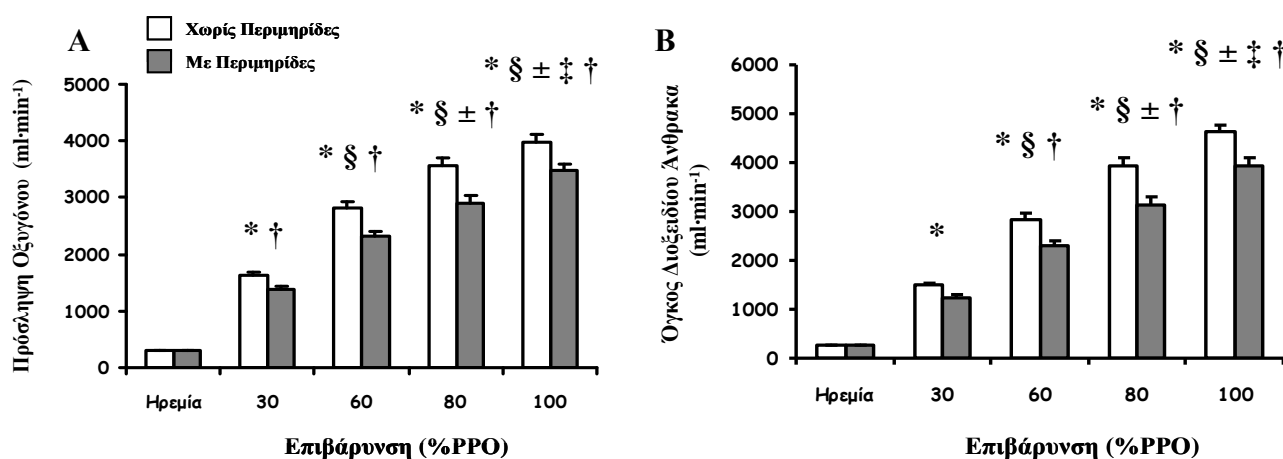 A
Χωρίς Περιμηρίδες
Με Περιμηρίδες
Πρόσληψη Οξυγόνου (ml·min⁻¹)
5000
4000
3000
2000
1000
0
* †
* § †
* § ± †
* § ± ‡ †
Ηρεμία 30 60 80 100
Επιβάρυνση (%PPO)
B
Όγκος Διοξειδίου Άνθρακα
(ml·min⁻¹)
6000
5000
4000
3000
2000
1000
0
*
* § †
* § ± †
* § ± ‡ †
Ηρεμία 30 60 80 100
Επιβάρυνση (%PPO)